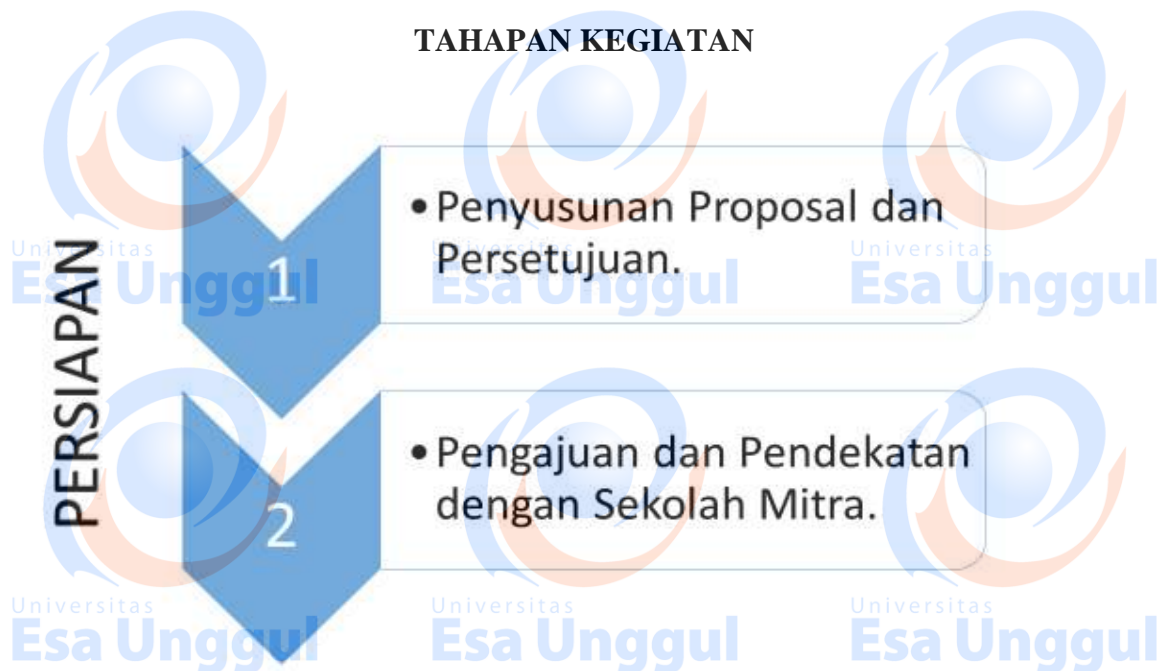 TAHAPAN KEGIATAN
PERSIAPAN
1
•Penyusunan Proposal dan
Persetujuan.
2
•Pengajuan dan Pendekatan
dengan Sekolah Mitra.
Universitas
Esa Unggul
Universitas
Esa Unggul
Universitas
Esa Unggul
Universitas
Esa Unggul
Universitas
Esa Unggul
Universitas
Esa Unggul